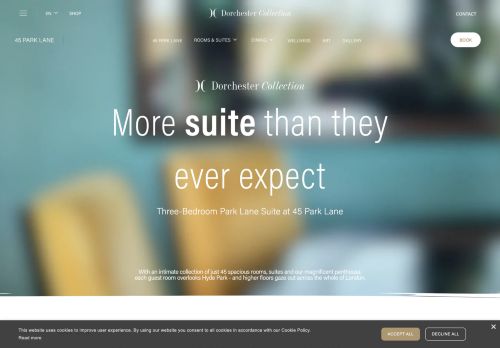 EN
SHOP
Dorchester Collection
CONTACT
45 PARK LANE
45 PARK LANE
ROOMS & SUITES
DINING
WELLNESS
ART
GALLERY
BOOK
Dorchester Collection
More suite than they
ever expect
Three-Bedroom Park Lane Suite at 45 Park Lane
With an intimate collection of just 45 spacious rooms, suites and our magnificent penthouse,
each guest room overlooks Hyde Park - and higher floors gaze out across the whole of London.
This website uses cookies to improve user experience. By using our website you consent to all cookies in accordance with our Cookie Policy.
Read more
ACCEPT ALL
DECLINE ALL